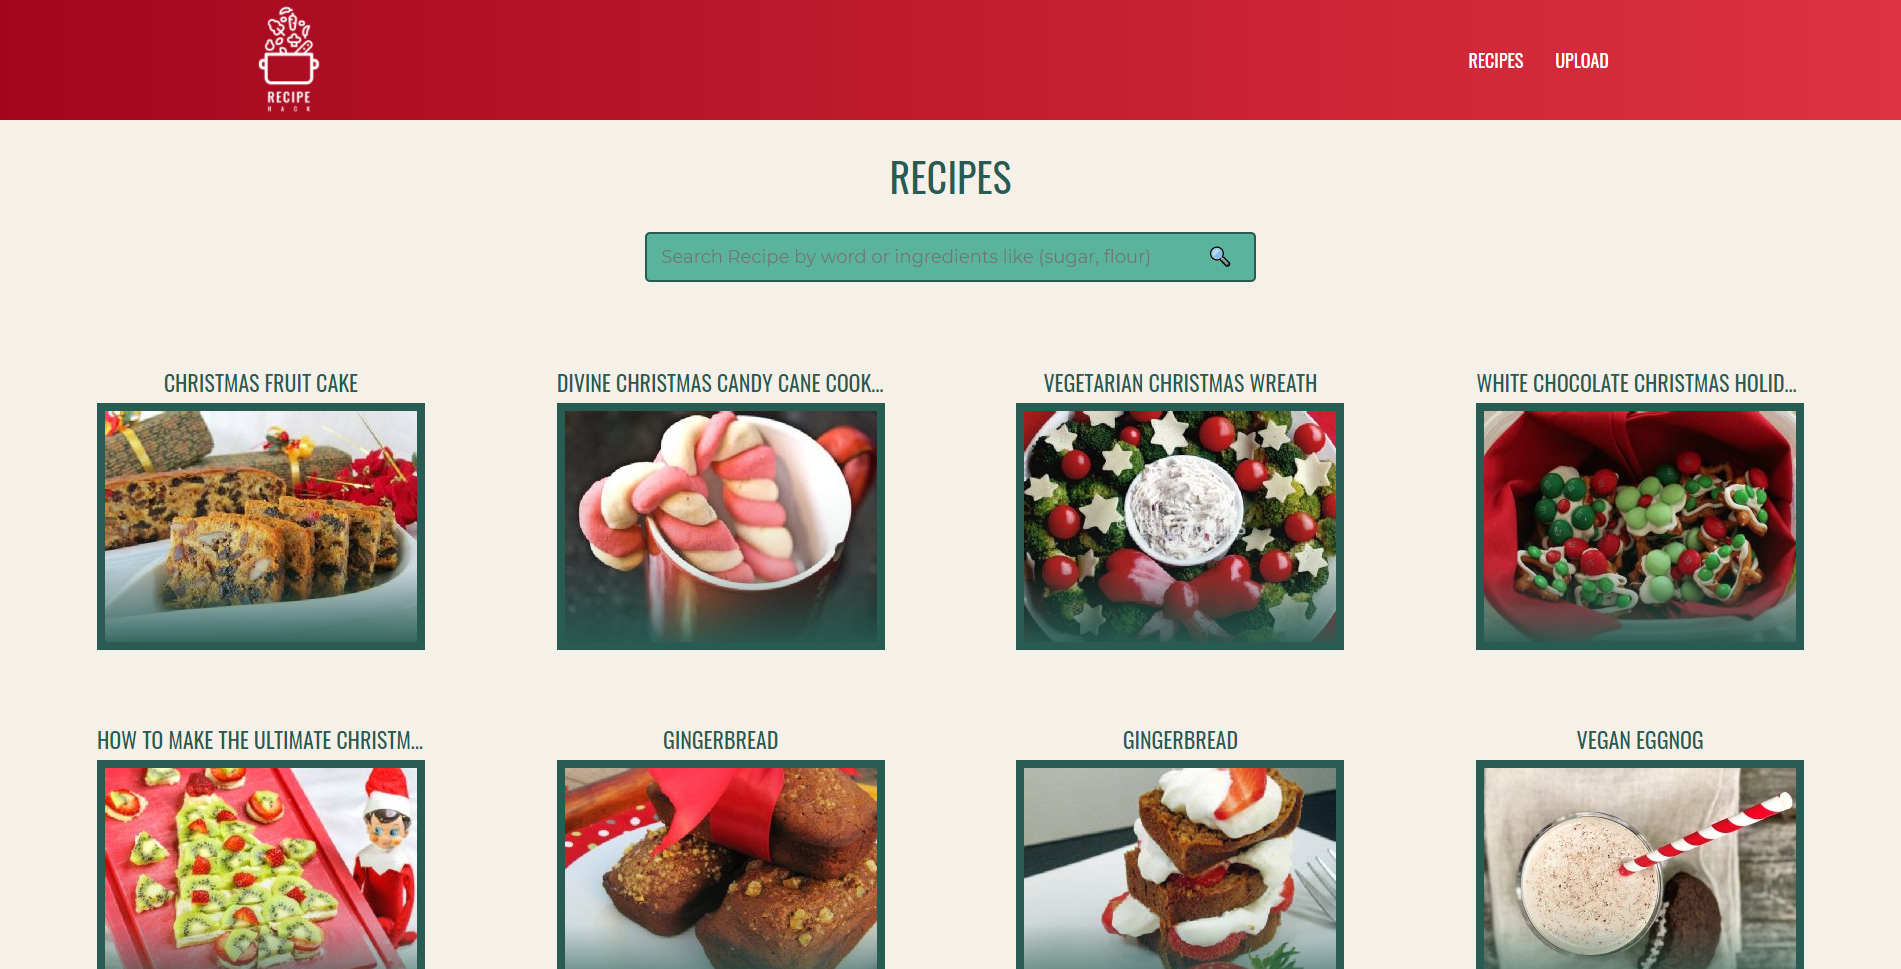 RECIPE
HACK
RECIPES
UPLOAD
RECIPES
Search Recipe by word or ingredients like (sugar, flour)
CHRISTMAS FRUIT CAKE
DIVINE CHRISTMAS CANDY CANE COOK...
VEGETARIAN CHRISTMAS WREATH
WHITE CHOCOLATE CHRISTMAS HOLID...
HOW TO MAKE THE ULTIMATE CHRISTM...
GINGERBREAD
GINGERBREAD
VEGAN EGGNOG